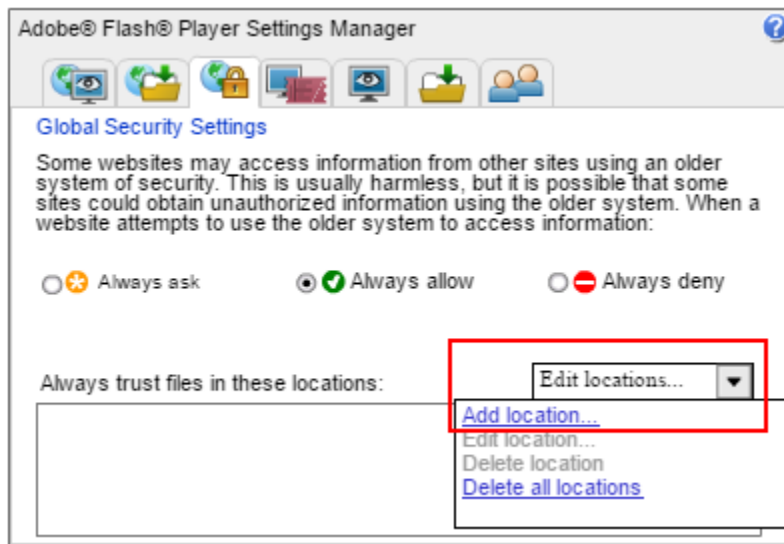 Adobe® Flash® Player Settings Manager
?
Global Security Settings
Some websites may access information from other sites using an older
system of security. This is usually harmless, but it is possible that some
sites could obtain unauthorized information using the older system. When a
website attempts to use the older system to access information:
Always ask Always allow Always deny
Always trust files in these locations: Edit locations...
Add location...
Edit location...
Delete location
Delete all locations